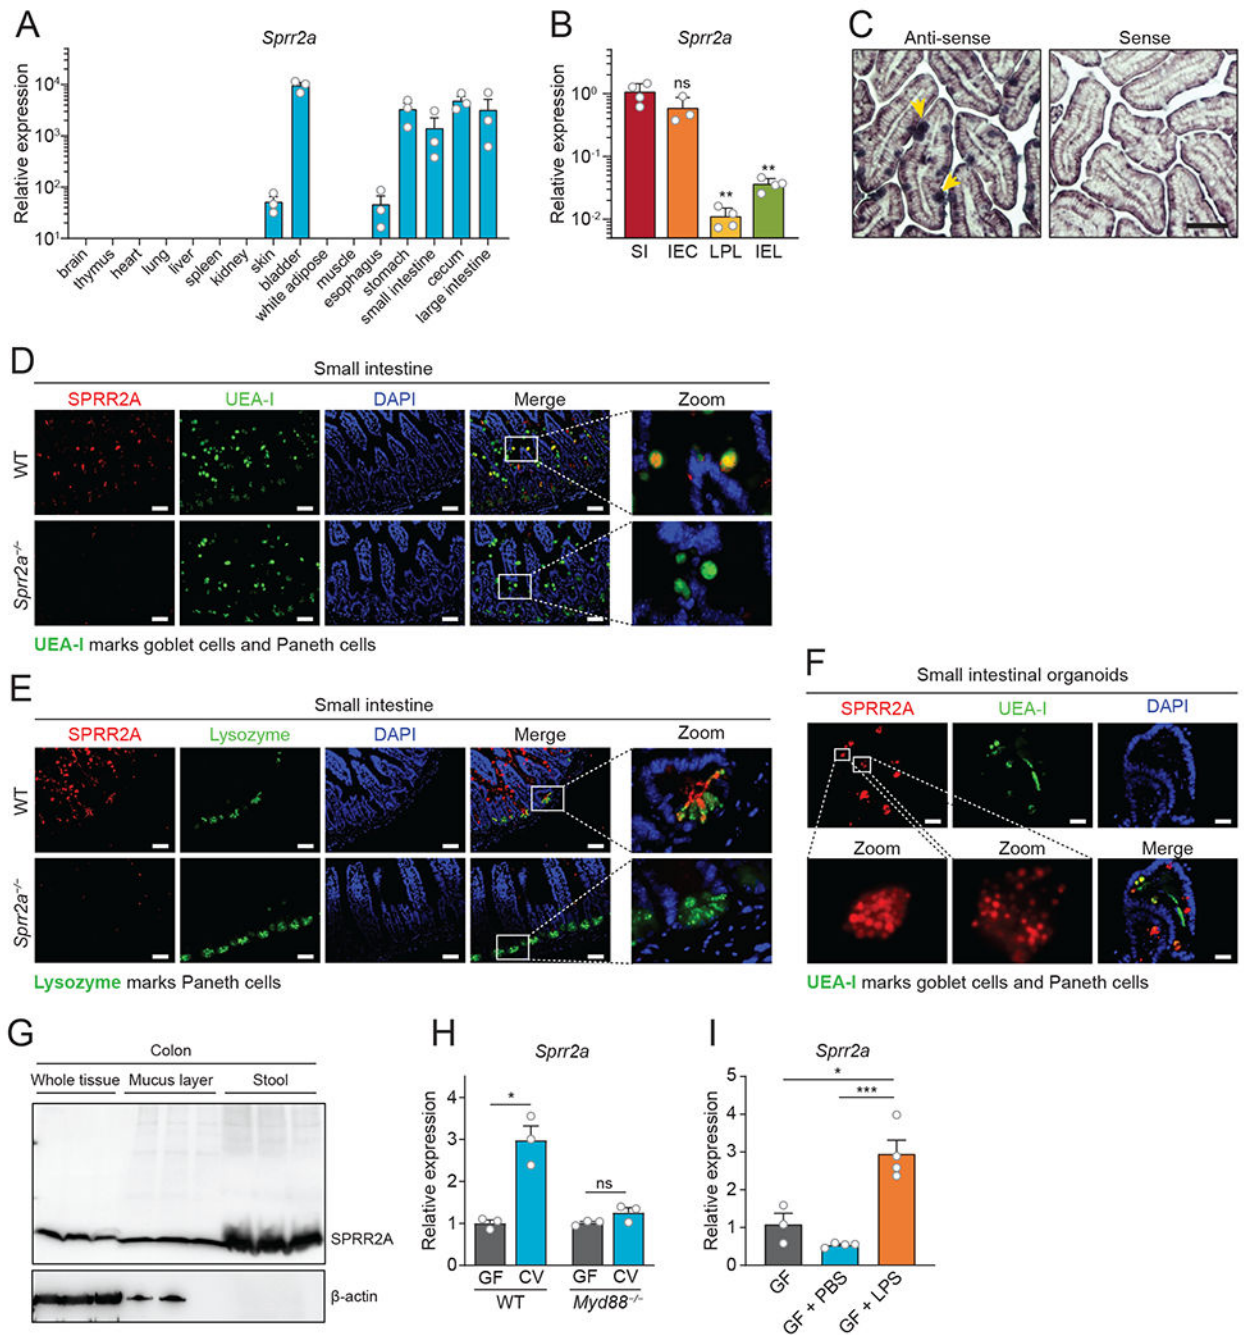 A
Sprr2a
Relative expression
10⁴
10³
10²
10¹
brain
thymus
heart
lung
liver
spleen
kidney
skin
bladder
white adipose
muscle
esophagus
stomach
small intestine
cecum
large intestine
B
Sprr2a
Relative expression
10⁰
10⁻¹
10⁻²
ns
**
**
SI IEC LPL IEL
C
Anti-sense Sense
D
Small intestine
SPRR2A UEA-I DAPI Merge Zoom
WT
Sprr2a⁻/⁻
UEA-I marks goblet cells and Paneth cells
E
Small intestine
SPRR2A Lysozyme DAPI Merge Zoom
WT
Sprr2a⁻/⁻
Lysozyme marks Paneth cells
F
Small intestinal organoids
SPRR2A UEA-I DAPI
Zoom Zoom Merge
UEA-I marks goblet cells and Paneth cells
G
Colon
Whole tissue Mucus layer Stool
SPRR2A
β-actin
H
Sprr2a
Relative expression
4
3
2
1
0
*
ns
GF CV GF CV
WT Myd88⁻/⁻
I
Sprr2a
Relative expression
5
4
3
2
1
0
*
***
GF
GF + PBS
GF + LPS